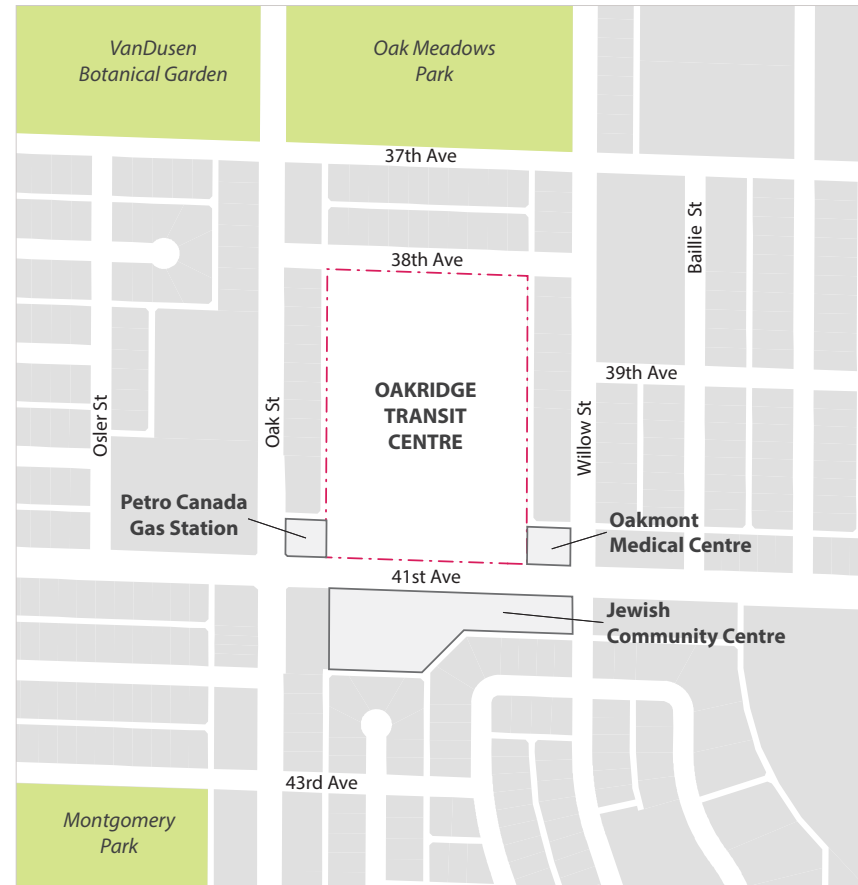 VanDusen
Botanical Garden
Oak Meadows
Park
37th Ave
Baillie St
38th Ave
39th Ave
OAKRIDGE
TRANSIT
CENTRE
Osler St
Oak St
Willow St
Petro Canada
Gas Station
Oakmont
Medical Centre
41st Ave
Jewish
Community Centre
43rd Ave
Montgomery
Park